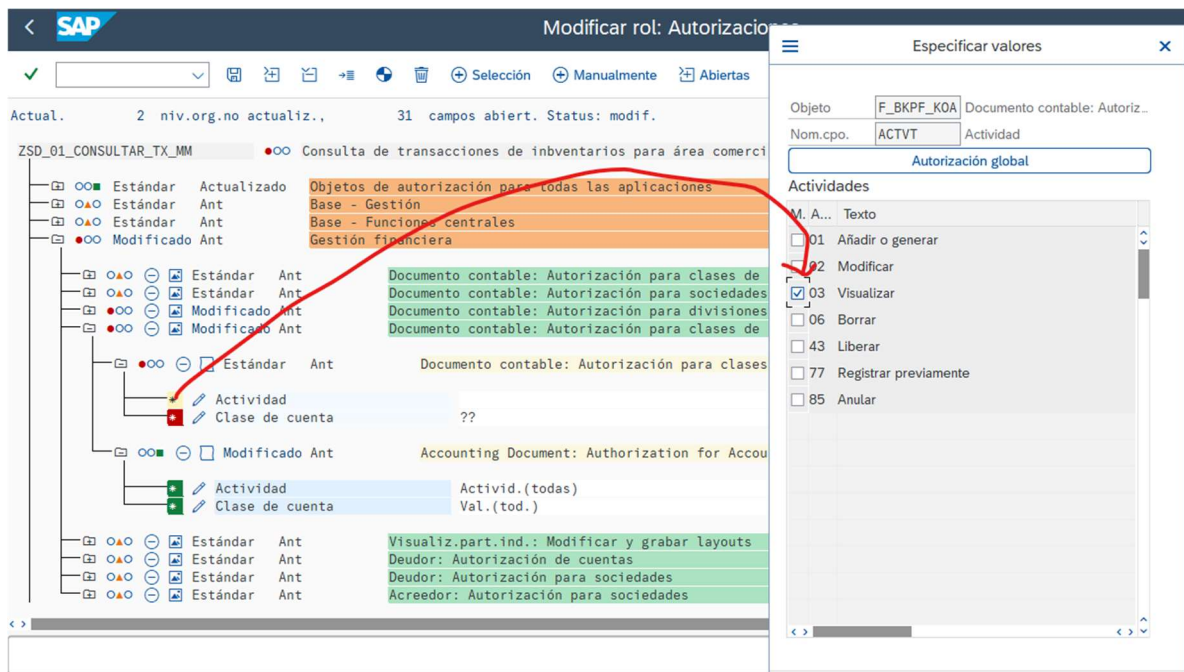 SAP
Modificar rol: Autorizaciones
Selección Manualmente Abiertas
Actual. 2 niv.org.no actualiz., 31 campos abiert. Status: modif.
ZSD_01_CONSULTAR_TX_MM Consulta de transacciones de inbventarios para área comerci
Estándar Actualizado Objetos de autorización para todas las aplicaciones
Estándar Ant Base - Gestión
Estándar Ant Base - Funciones centrales
Modificado Ant Gestión financiera
Estándar Ant Documento contable: Autorización para clases de
Estándar Ant Documento contable: Autorización para sociedades
Modificado Ant Documento contable: Autorización para divisiones
Modificado Ant Documento contable: Autorización para clases de
Estándar Ant Documento contable: Autorización para clases
Actividad
Clase de cuenta ??
Modificado Ant Accounting Document: Authorization for Accou
Actividad Activid.(todas)
Clase de cuenta Val.(tod.)
Estándar Ant Visualiz.part.ind.: Modificar y grabar layouts
Estándar Ant Deudor: Autorización de cuentas
Estándar Ant Deudor: Autorización para sociedades
Estándar Ant Acreedor: Autorización para sociedades
Especificar valores
Objeto F_BKPF_KOA Documento contable: Autoriz...
Nom.cpo. ACTVT Actividad
Autorización global
Actividades
M. A... Texto
01 Añadir o generar
02 Modificar
03 Visualizar
06 Borrar
43 Liberar
77 Registrar previamente
85 Anular